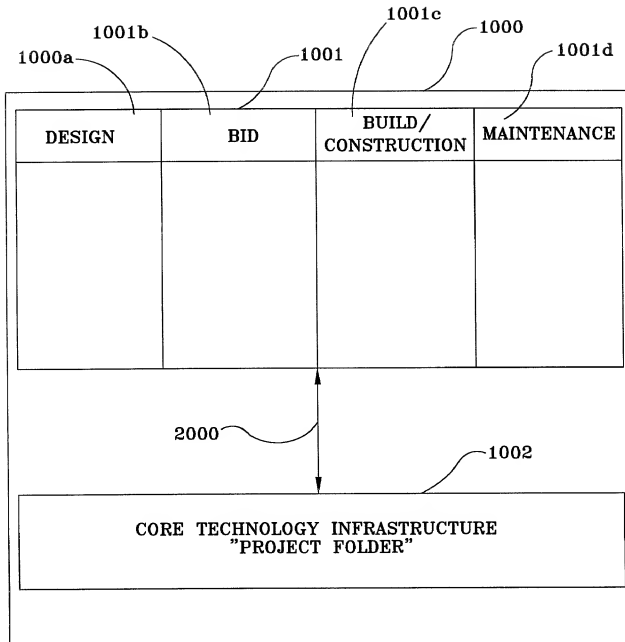 1001c
1001b
1000
1000a
1001
1001d
DESIGN
BID
BUILD/
CONSTRUCTION
MAINTENANCE
2000
1002
CORE TECHNOLOGY INFRASTRUCTURE
"PROJECT FOLDER"